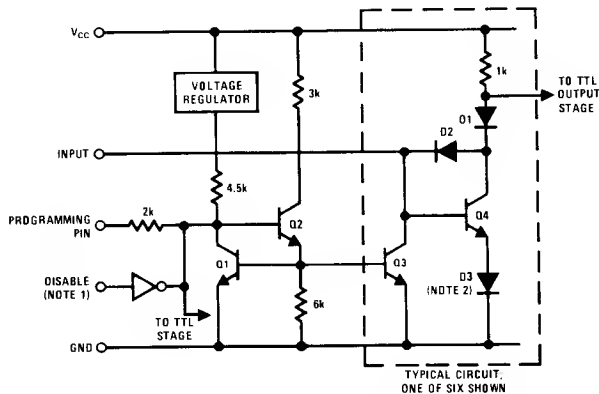 VCC
VOLTAGE
REGULATOR
3k
1k
TO TTL
OUTPUT
STAGE
D1
D2
INPUT
4.5k
PROGRAMMING
PIN
2k
Q2
Q4
Q1
Q3
DISABLE
(NOTE 1)
D3
(NOTE 2)
6k
TO TTL
STAGE
GND
TYPICAL CIRCUIT,
ONE OF SIX SHOWN